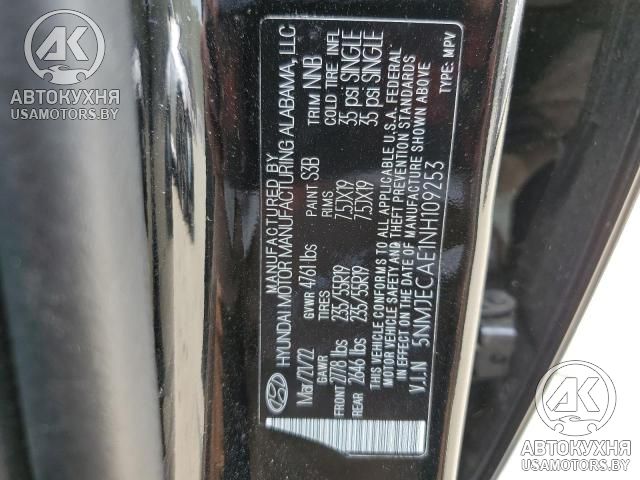 АВТОКУХНЯ
USAMOTORS.BY
MANUFACTURED BY
HYUNDAI MOTOR MANUFACTURING ALABAMA, LLC
Mar/21/22 GVWR 4761 lbs PAINT S3B TRIM NNB
GAWR TIRES RIMS COLD TIRE INFL
FRONT 2778 lbs 235/55R19 7.5JX19 35 psi SINGLE
REAR 2646 lbs 235/55R19 7.5JX19 35 psi SINGLE
THIS VEHICLE CONFORMS TO ALL APPLICABLE U.S.A. FEDERAL
MOTOR VEHICLE SAFETY AND THEFT PREVENTION STANDARDS
IN EFFECT ON THE DATE OF MANUFACTURE SHOWN ABOVE
V.I.N 5NMJECAE1NH109253 TYPE: MPV
АВТОКУХНЯ
USAMOTORS.BY